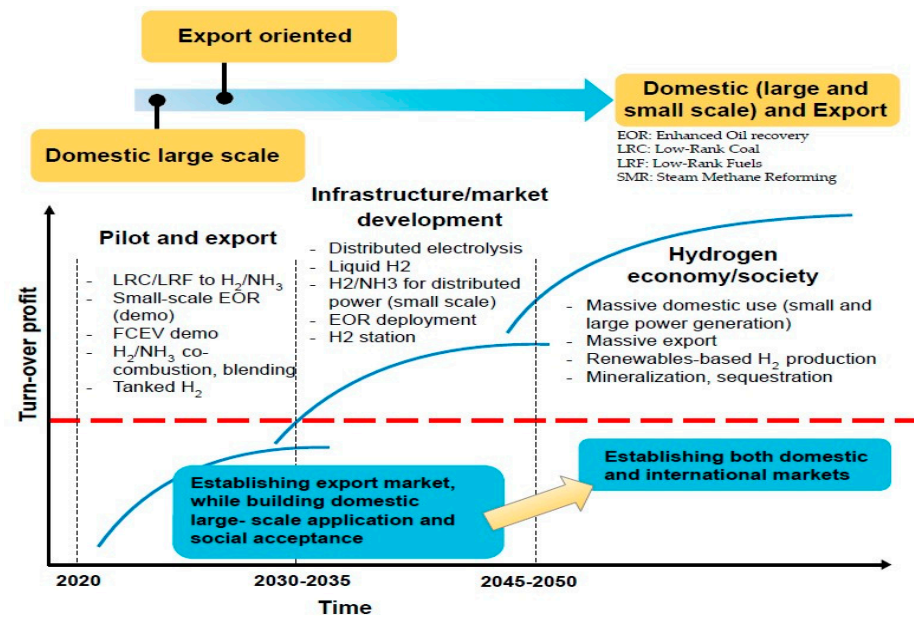 Export oriented
Domestic large scale
Domestic (large and
small scale) and Export
EOR: Enhanced Oil recovery
LRC: Low-Rank Coal
LRF: Low-Rank Fuels
SMR: Steam Methane Reforming
Turn-over profit
Pilot and export
- LRC/LRF to H₂/NH₃
- Small-scale EOR
(demo)
- FCEV demo
- H₂/NH₃ co-
combustion, blending
- Tanked H₂
Infrastructure/market
development
- Distributed electrolysis
- Liquid H2
- H2/NH3 for distributed
power (small scale)
- EOR deployment
- H2 station
Hydrogen
economy/society
- Massive domestic use (small and
large power generation)
- Massive export
- Renewables-based H₂ production
- Mineralization, sequestration
Establishing export market,
while building domestic
large- scale application and
social acceptance
Establishing both domestic
and international markets
2020
2030-2035
2045-2050
Time